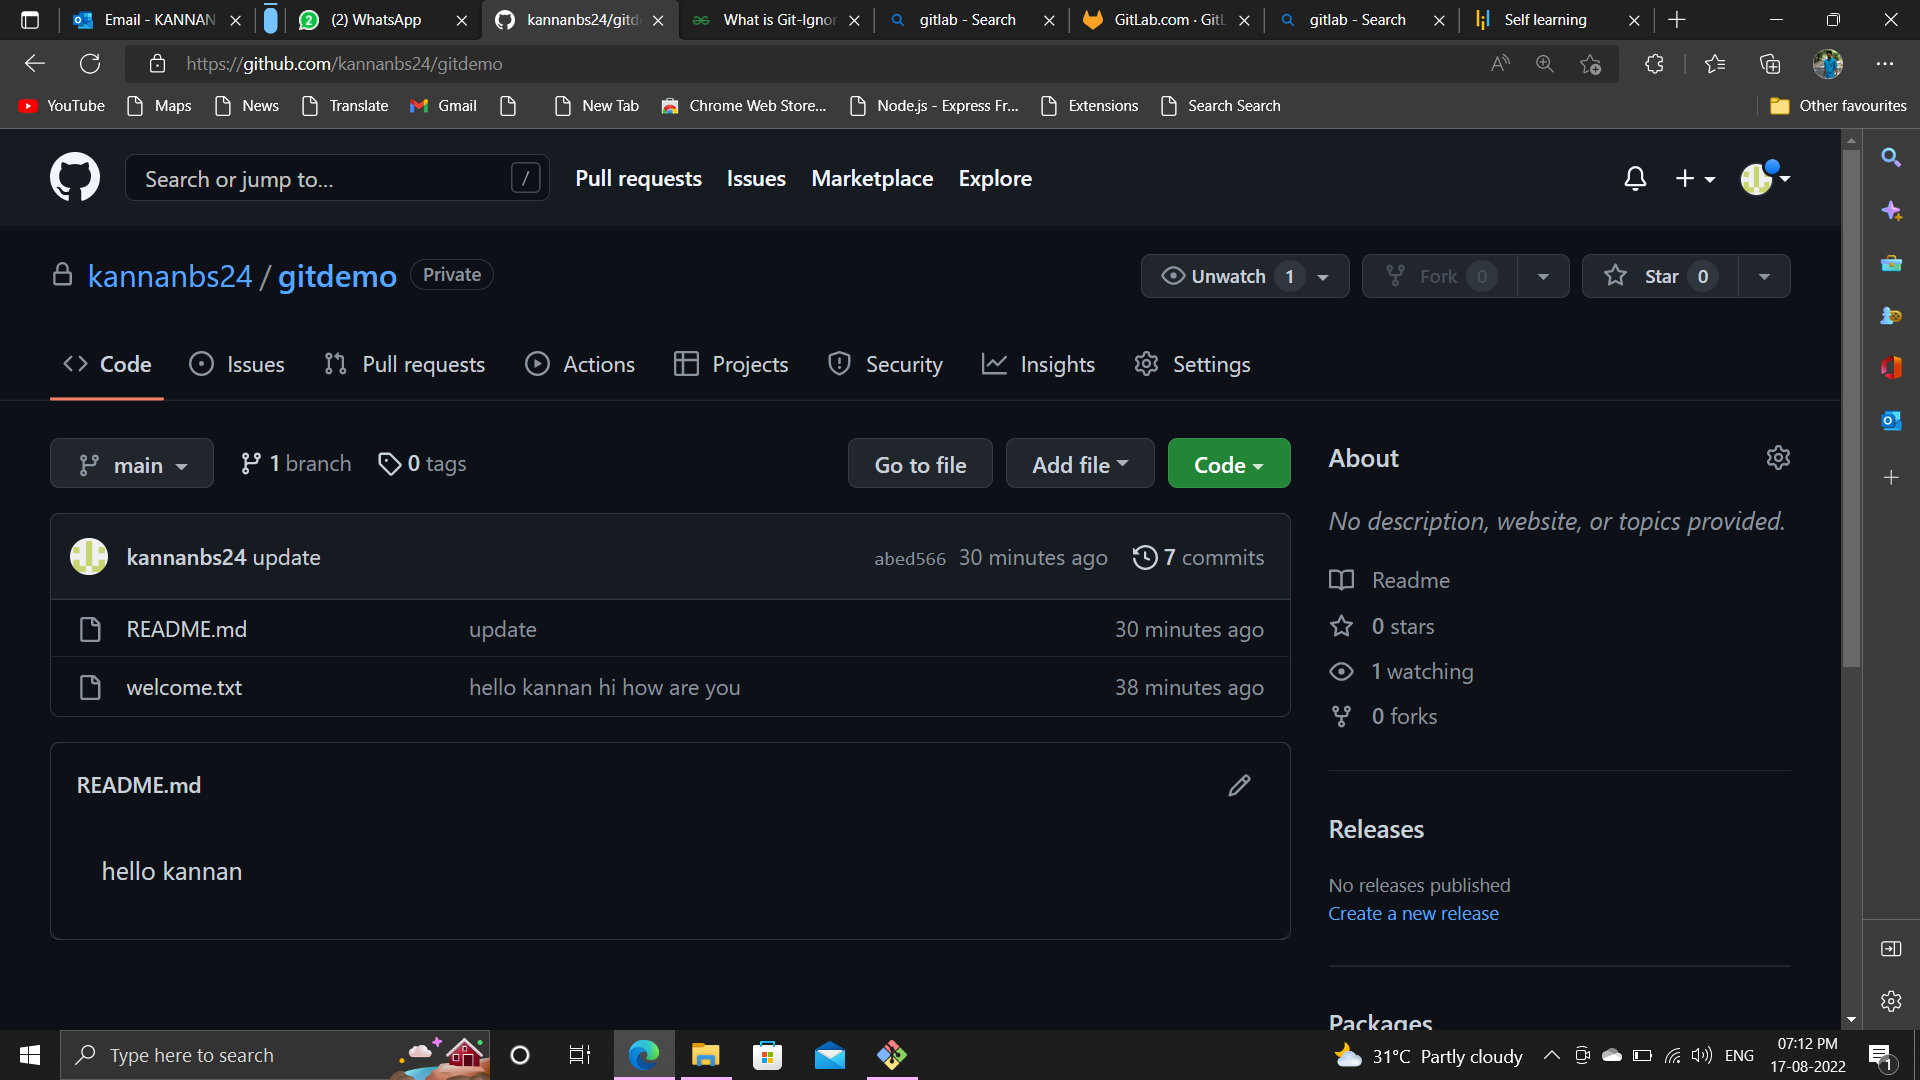 Email - KANNAN
(2) WhatsApp
kannanbs24/gitd
What is Git-Ignor
gitlab - Search
GitLab.com · GitL
gitlab - Search
Self learning
https://github.com/kannanbs24/gitdemo
YouTube
Maps
News
Translate
Gmail
New Tab
Chrome Web Store...
Node.js - Express Fr...
Extensions
Search Search
Other favourites
Search or jump to...
/
Pull requests
Issues
Marketplace
Explore
kannanbs24 / gitdemo
Private
Unwatch 1
Fork 0
Star 0
Code
Issues
Pull requests
Actions
Projects
Security
Insights
Settings
main
1 branch
0 tags
Go to file
Add file
Code
kannanbs24 update
abed566 30 minutes ago
7 commits
README.md
update
30 minutes ago
welcome.txt
hello kannan hi how are you
38 minutes ago
README.md
hello kannan
About
No description, website, or topics provided.
Readme
0 stars
1 watching
0 forks
Releases
No releases published
Create a new release
Packages
Type here to search
31°C Partly cloudy
ENG
07:12 PM
17-08-2022
1